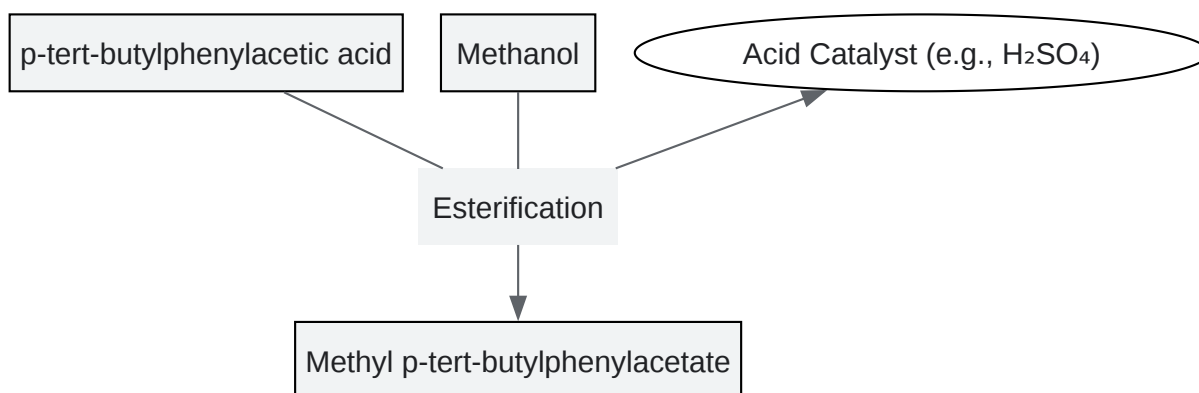 p-tert-butylphenylacetic acid
Methanol
Acid Catalyst (e.g., H₂SO₄)
Esterification
Methyl p-tert-butylphenylacetate